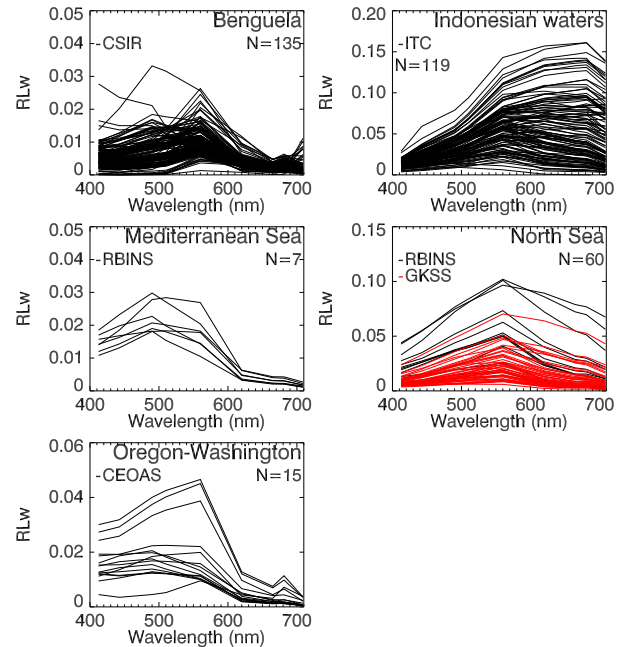 Benguela
-CSIR N=135
RLw
0.05
0.04
0.03
0.02
0.01
0
400 500 600 700
Wavelength (nm)
Indonesian waters
-ITC
N=119
RLw
0.20
0.15
0.10
0.05
0
400 500 600 700
Wavelength (nm)
Mediterranean Sea
-RBINS N=7
RLw
0.05
0.04
0.03
0.02
0.01
0
400 500 600 700
Wavelength (nm)
North Sea
-RBINS N=60
-GKSS
RLw
0.15
0.10
0.05
0
400 500 600 700
Wavelength (nm)
Oregon-Washington
-CEOAS N=15
RLw
0.06
0.04
0.02
0
400 500 600 700
Wavelength (nm)